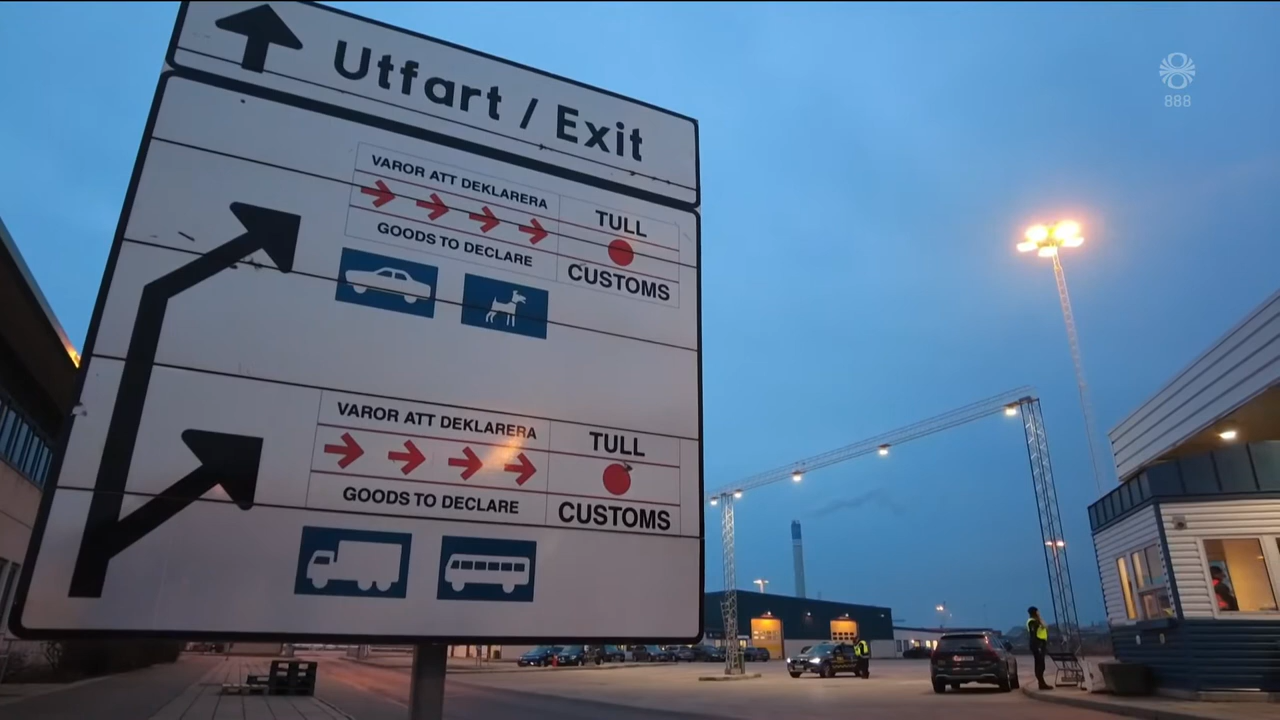 Utfart / Exit
VAROR ATT DEKLARERA
TULL
GOODS TO DECLARE
CUSTOMS
VAROR ATT DEKLARERA
TULL
GOODS TO DECLARE
CUSTOMS
888